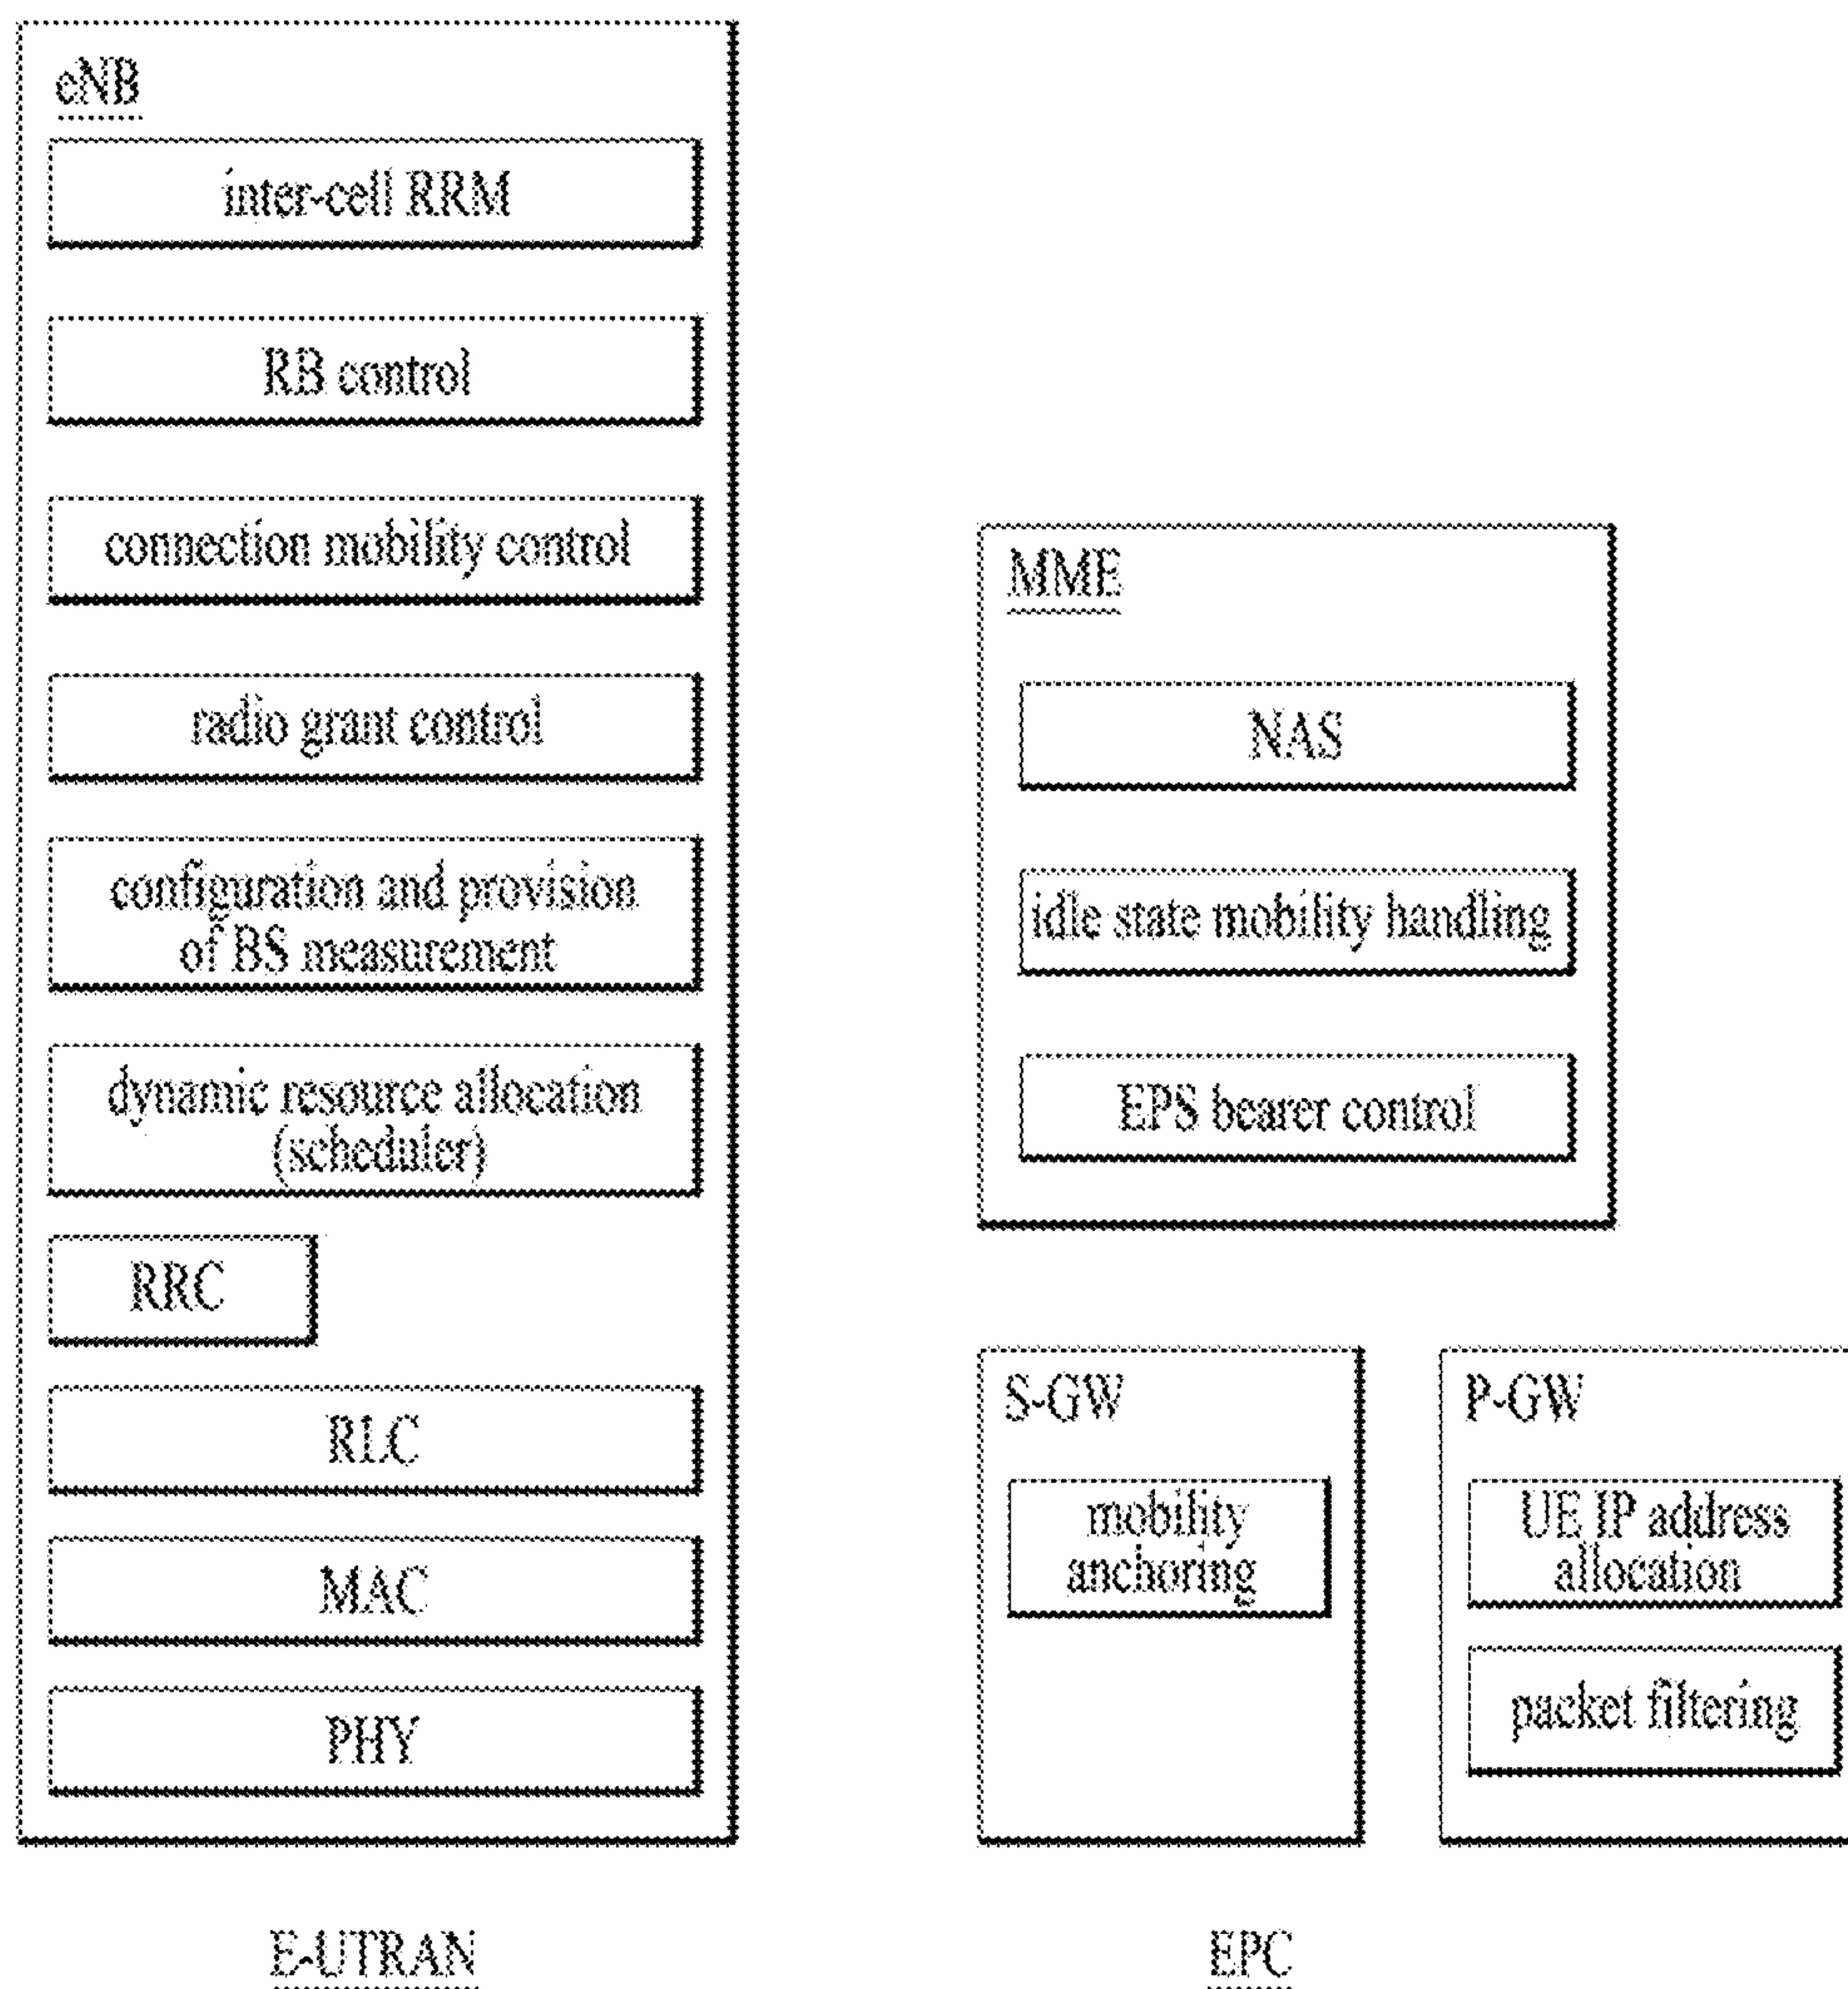 eNB
inter-cell RRM
RB control
connection mobility control
radio grant control
configuration and provision
of BS measurement
dynamic resource allocation
(scheduler)
RRC
RLC
MAC
PHY
E-UTRAN
MME
NAS
idle state mobility handling
EPS bearer control
S-GW
mobility
anchoring
P-GW
UE IP address
allocation
packet filtering
EPC